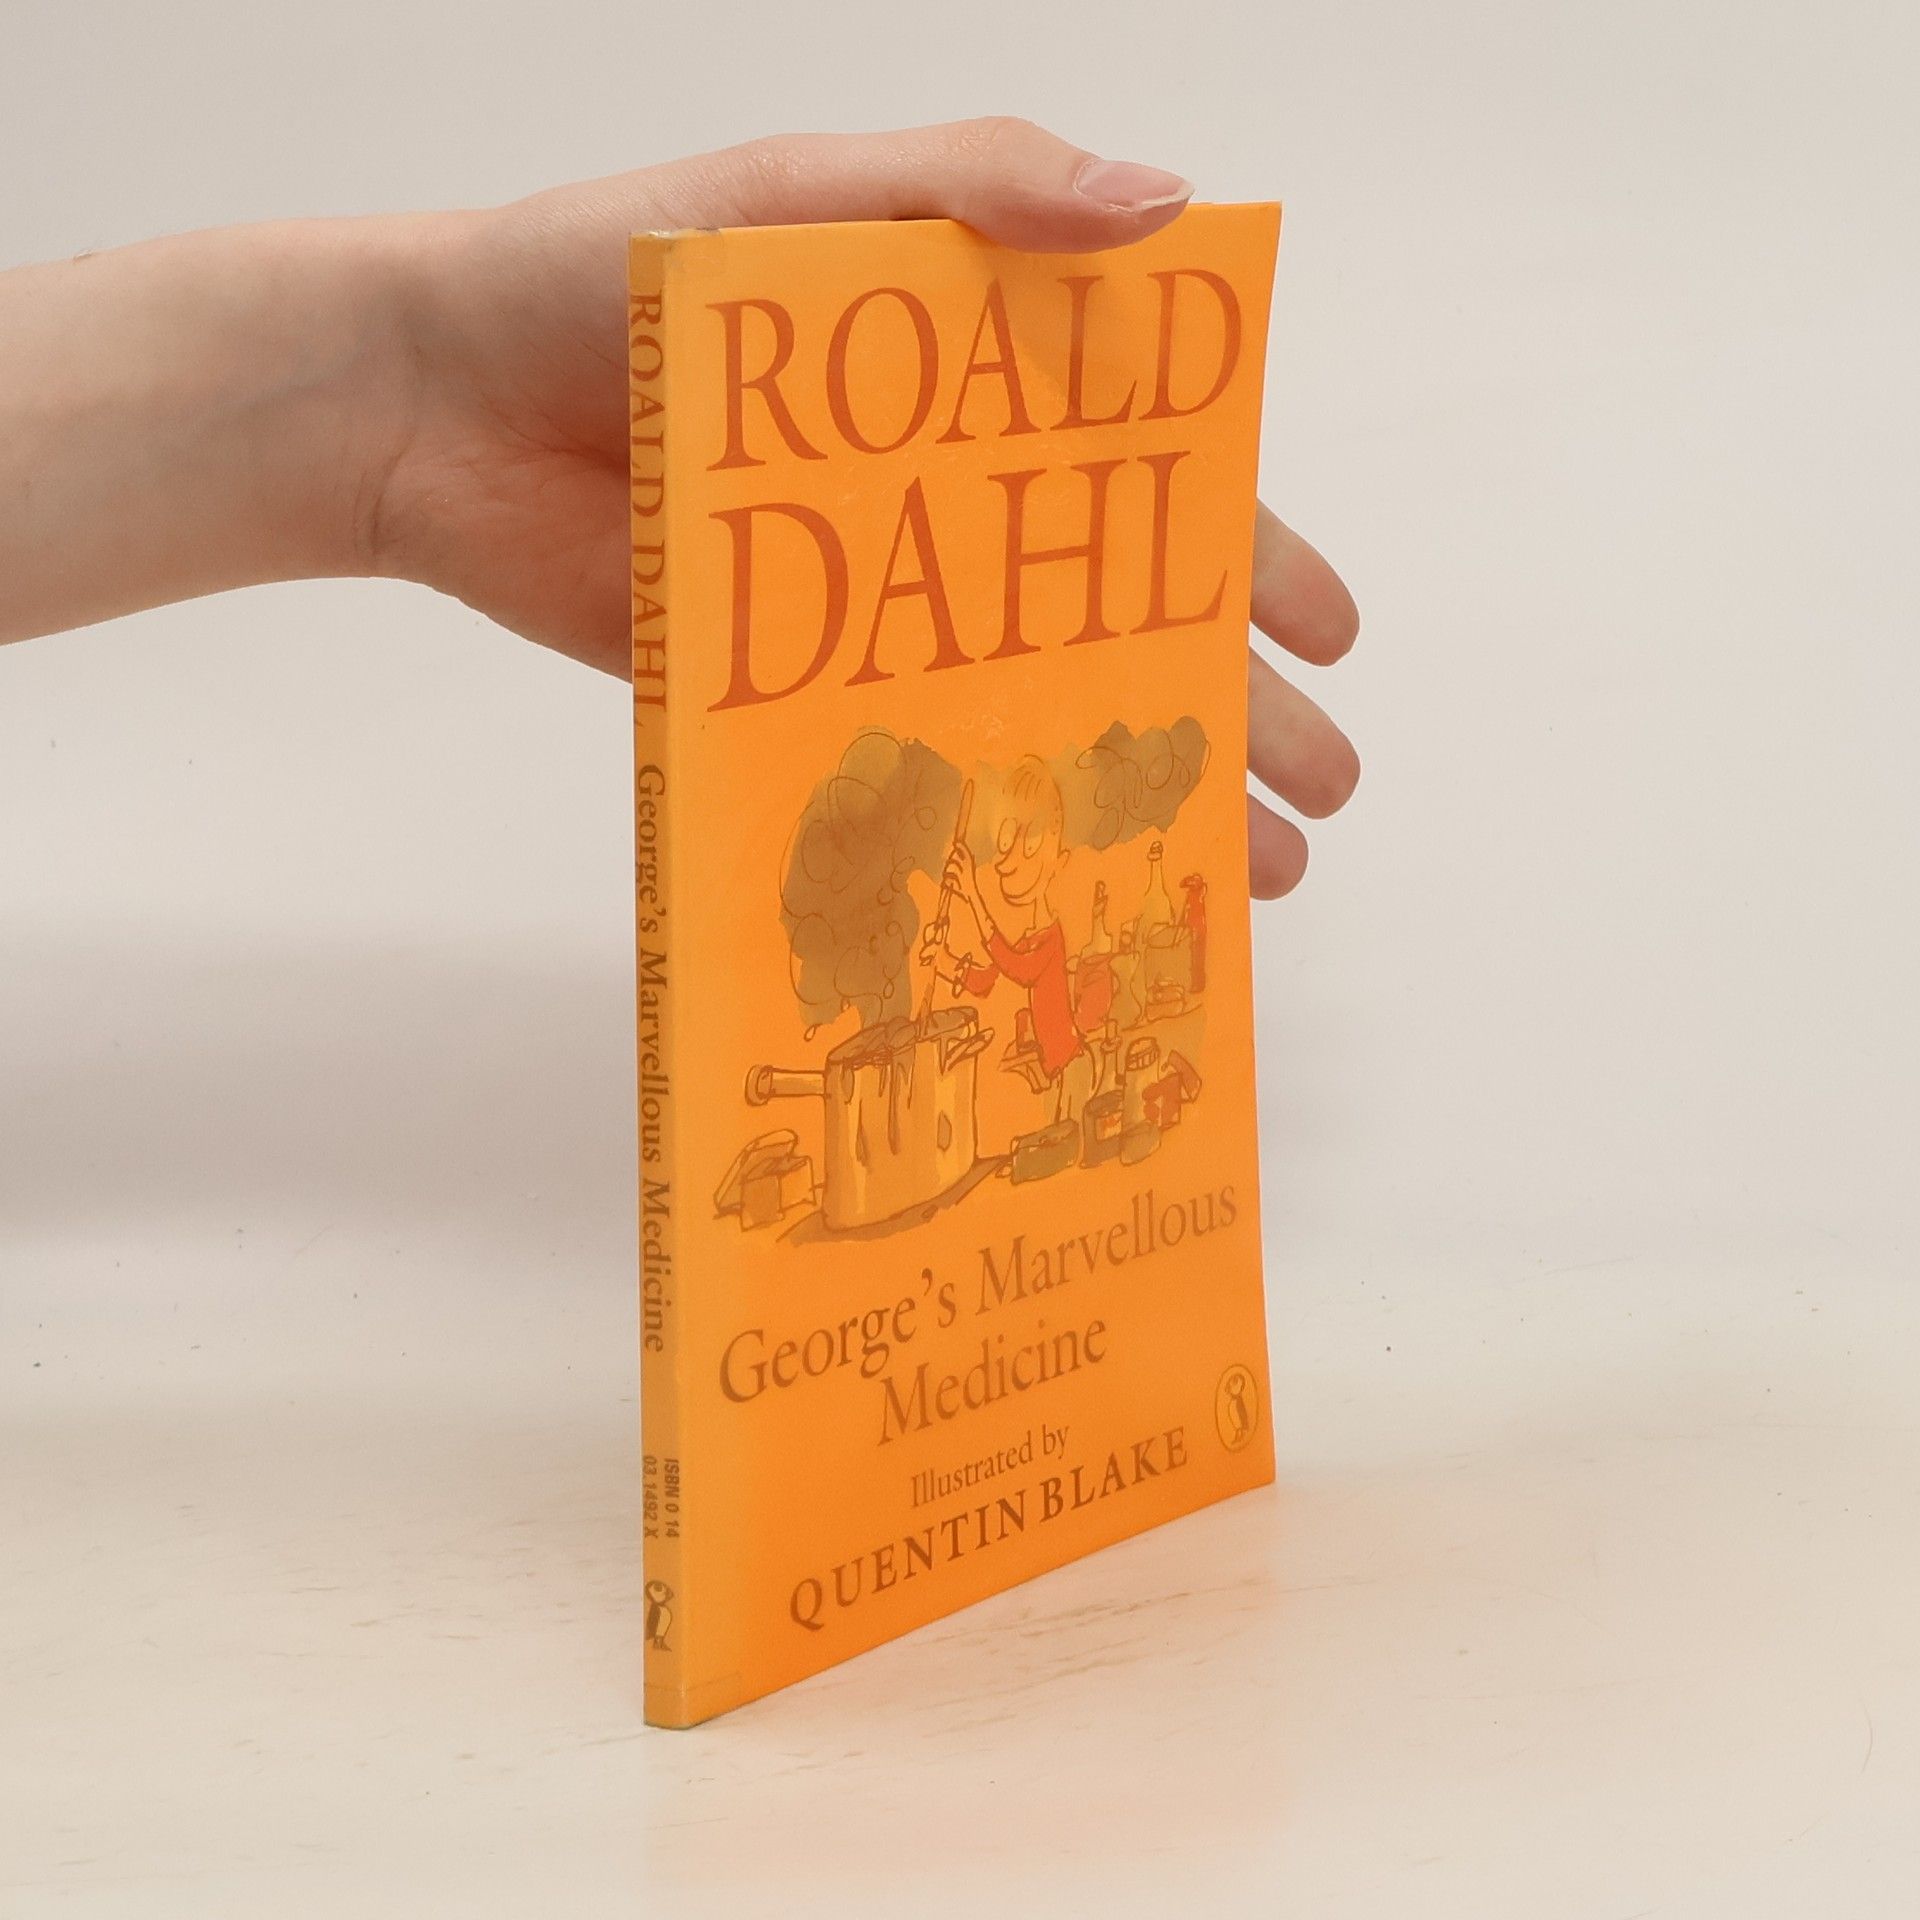 ROALD DAHL George's Marvellous Medicine
ISBN 0 14
03.1492 X
ROALD
DAHL
George's Marvellous
Medicine
Illustrated by
QUENTIN BLAKE